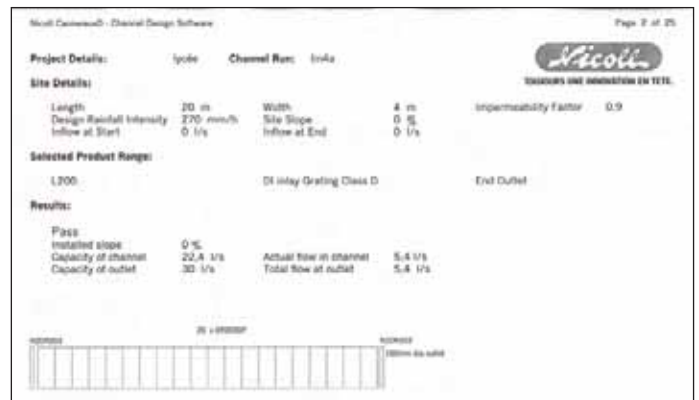 Nicoll - Channel Design Software Page 2 of 25
Project Details: lycée Channel Run: lin4a
Nicoll
TOUJOURS UNE INNOVATION EN TETE.
Site Details:
Length 20 m Width 4 m Impermeability Factor 0.9
Design Rainfall Intensity 270 mm/h Site Slope 0 %
Inflow at Start 0 l/s Inflow at End 0 l/s
Selected Product Range:
L200 DI inlay Grating Class D End Outlet
Results:
Pass
Installed slope 0 %
Capacity of channel 22,4 l/s Actual flow in channel 5,4 l/s
Capacity of outlet 30 l/s Total flow at outlet 5,4 l/s